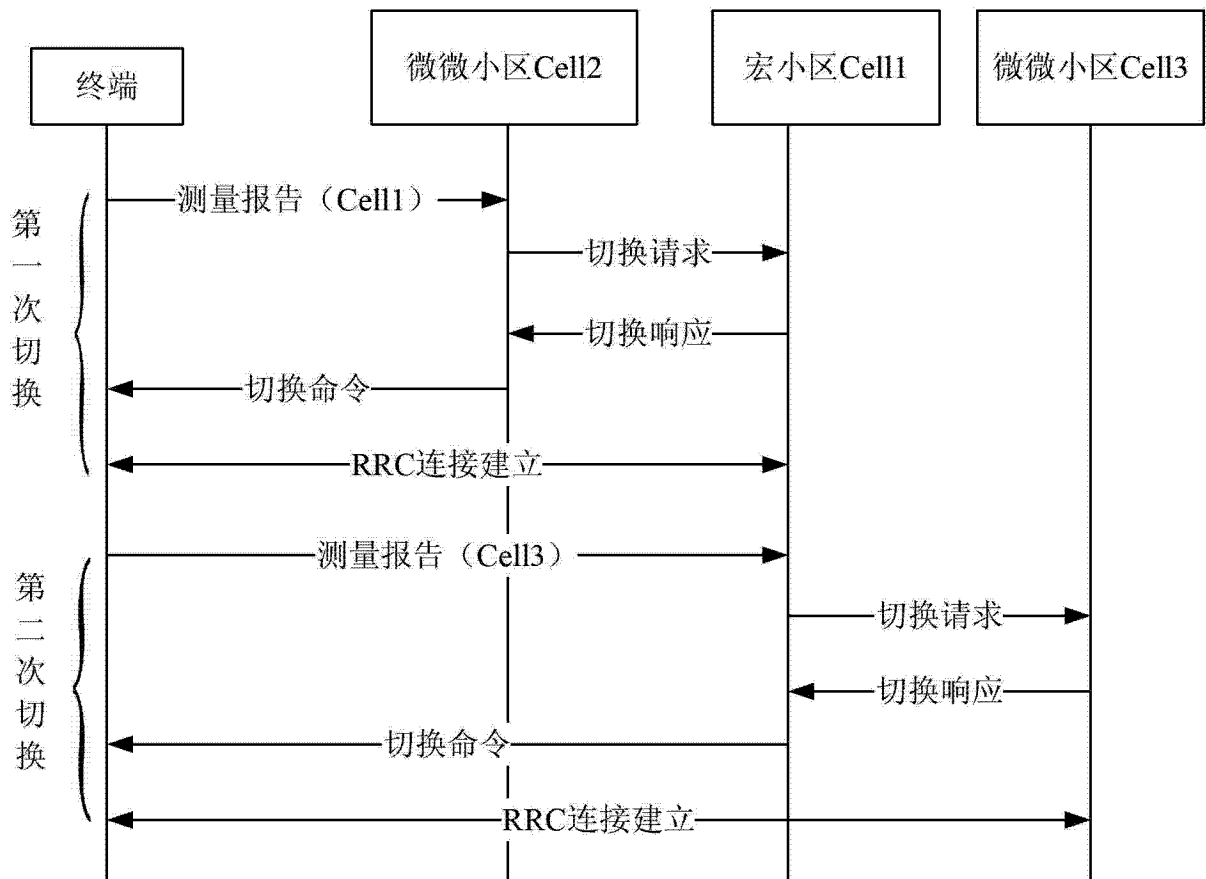 终端
微微小区Cell2
宏小区Cell1
微微小区Cell3
第一次切换
测量报告（Cell1）
切换请求
切换响应
切换命令
RRC连接建立
第二次切换
测量报告（Cell3）
切换请求
切换响应
切换命令
RRC连接建立